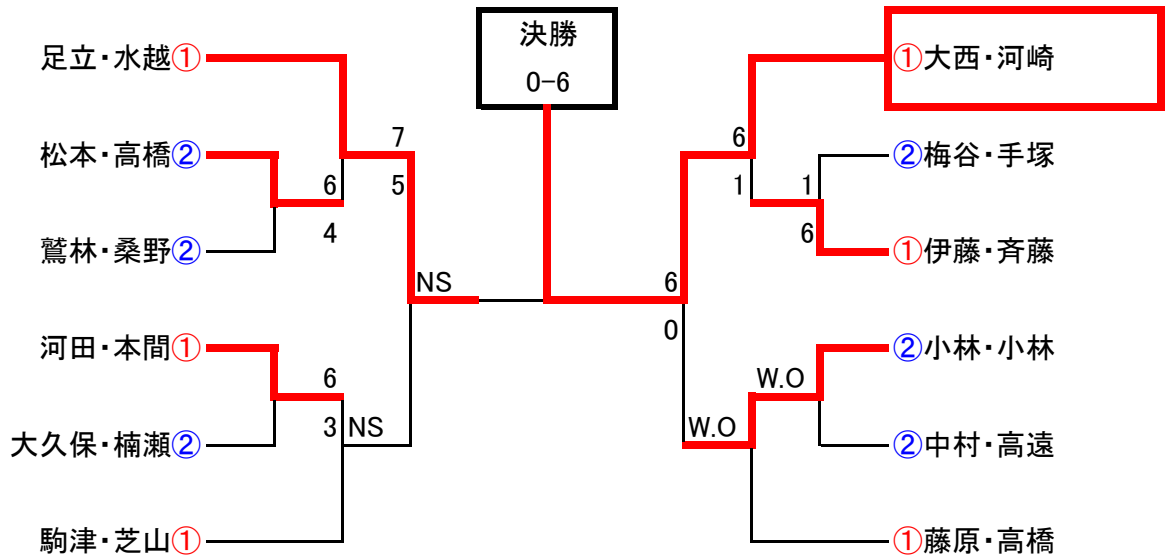 決勝
0-6
足立・水越①
松本・高橋②
鷲林・桑野②
河田・本間①
大久保・楠瀬②
駒津・芝山①
7
5
6
4
NS
6
3
NS
①大西・河崎
②梅谷・手塚
①伊藤・斉藤
②小林・小林
②中村・高遠
①藤原・高橋
6
1
1
6
6
0
W.O
W.O